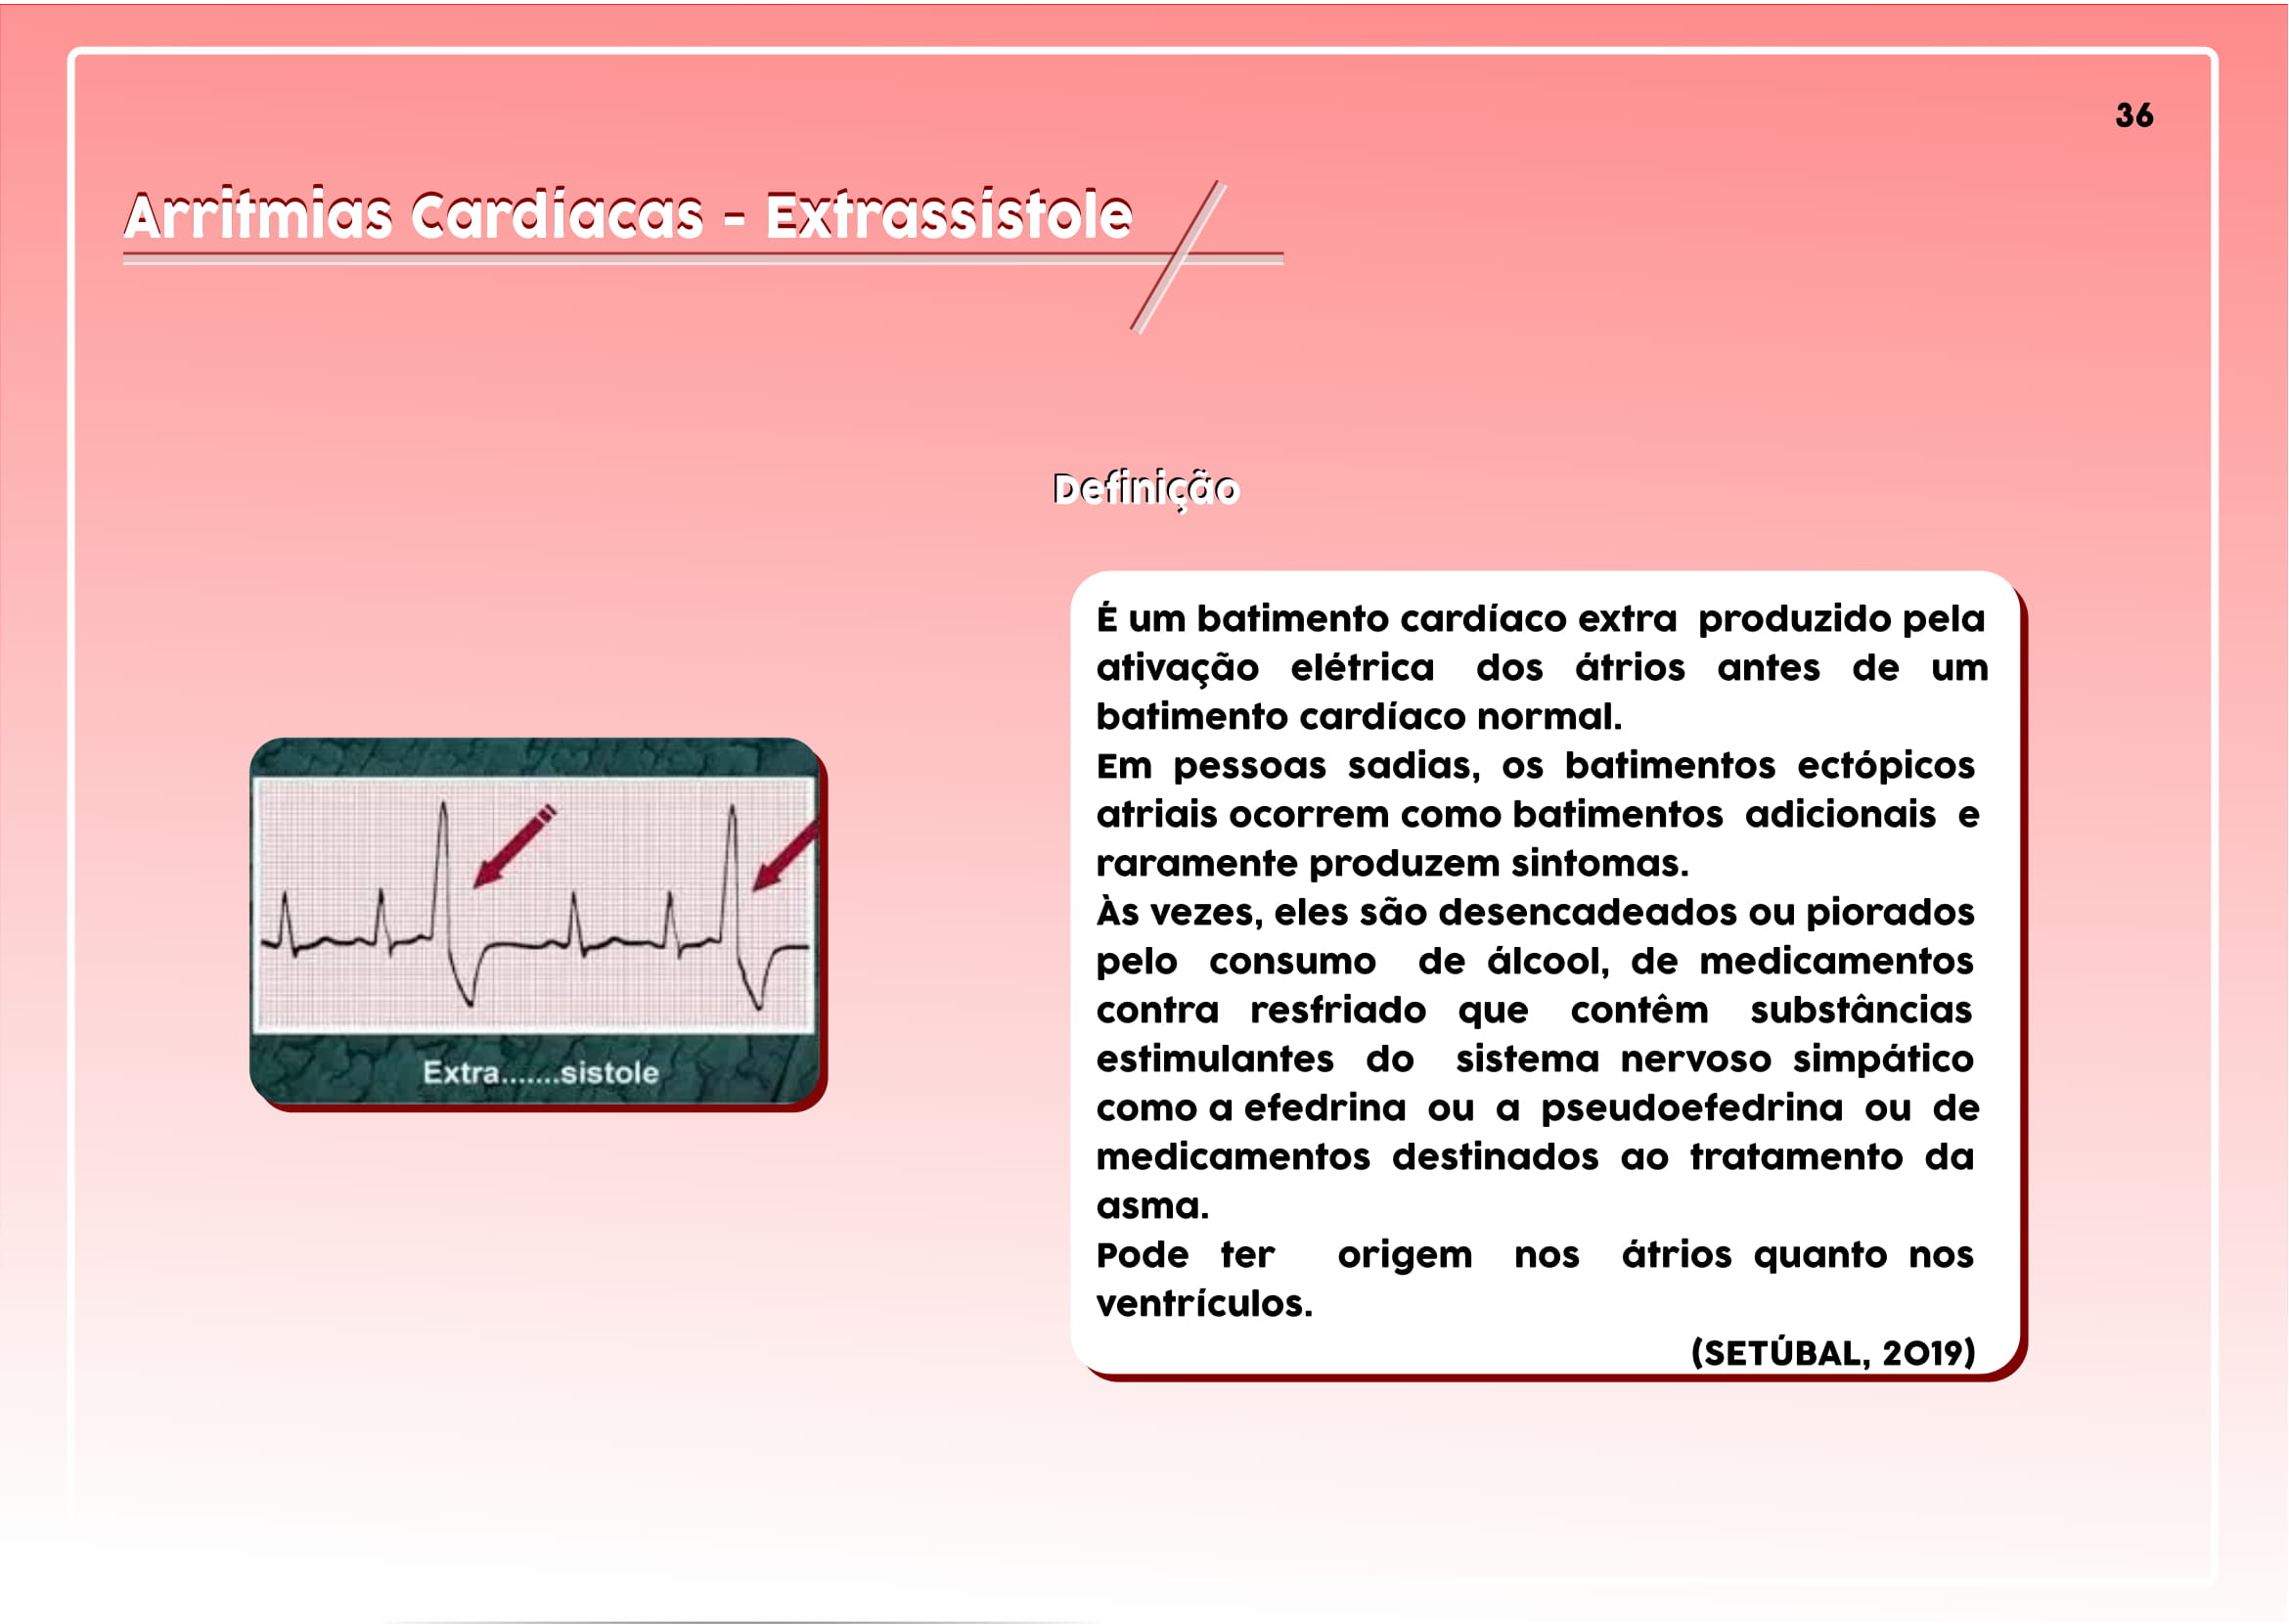 36
Arritmias Cardíacas - Extrassístole
Definição
É um batimento cardíaco extra produzido pela
ativação elétrica dos átrios antes de um
batimento cardíaco normal.
Em pessoas sadias, os batimentos ectópicos
atriais ocorrem como batimentos adicionais e
raramente produzem sintomas.
Às vezes, eles são desencadeados ou piorados
pelo consumo de álcool, de medicamentos
contra resfriado que contêm substâncias
estimulantes do sistema nervoso simpático
como a efedrina ou a pseudoefedrina ou de
medicamentos destinados ao tratamento da
asma.
Pode ter origem nos átrios quanto nos
ventrículos.
(SETÚBAL, 2019)
Extra.......sistole